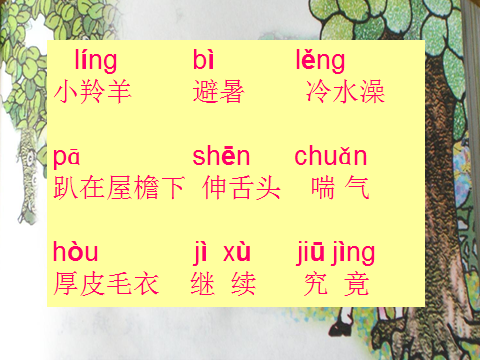 líng bì lěng
小羚羊 避暑 冷水澡
pā shēn chuǎn
趴在屋檐下 伸舌头 喘 气
hòu jì xù jiū jìng
厚皮毛衣 继 续 究 竟